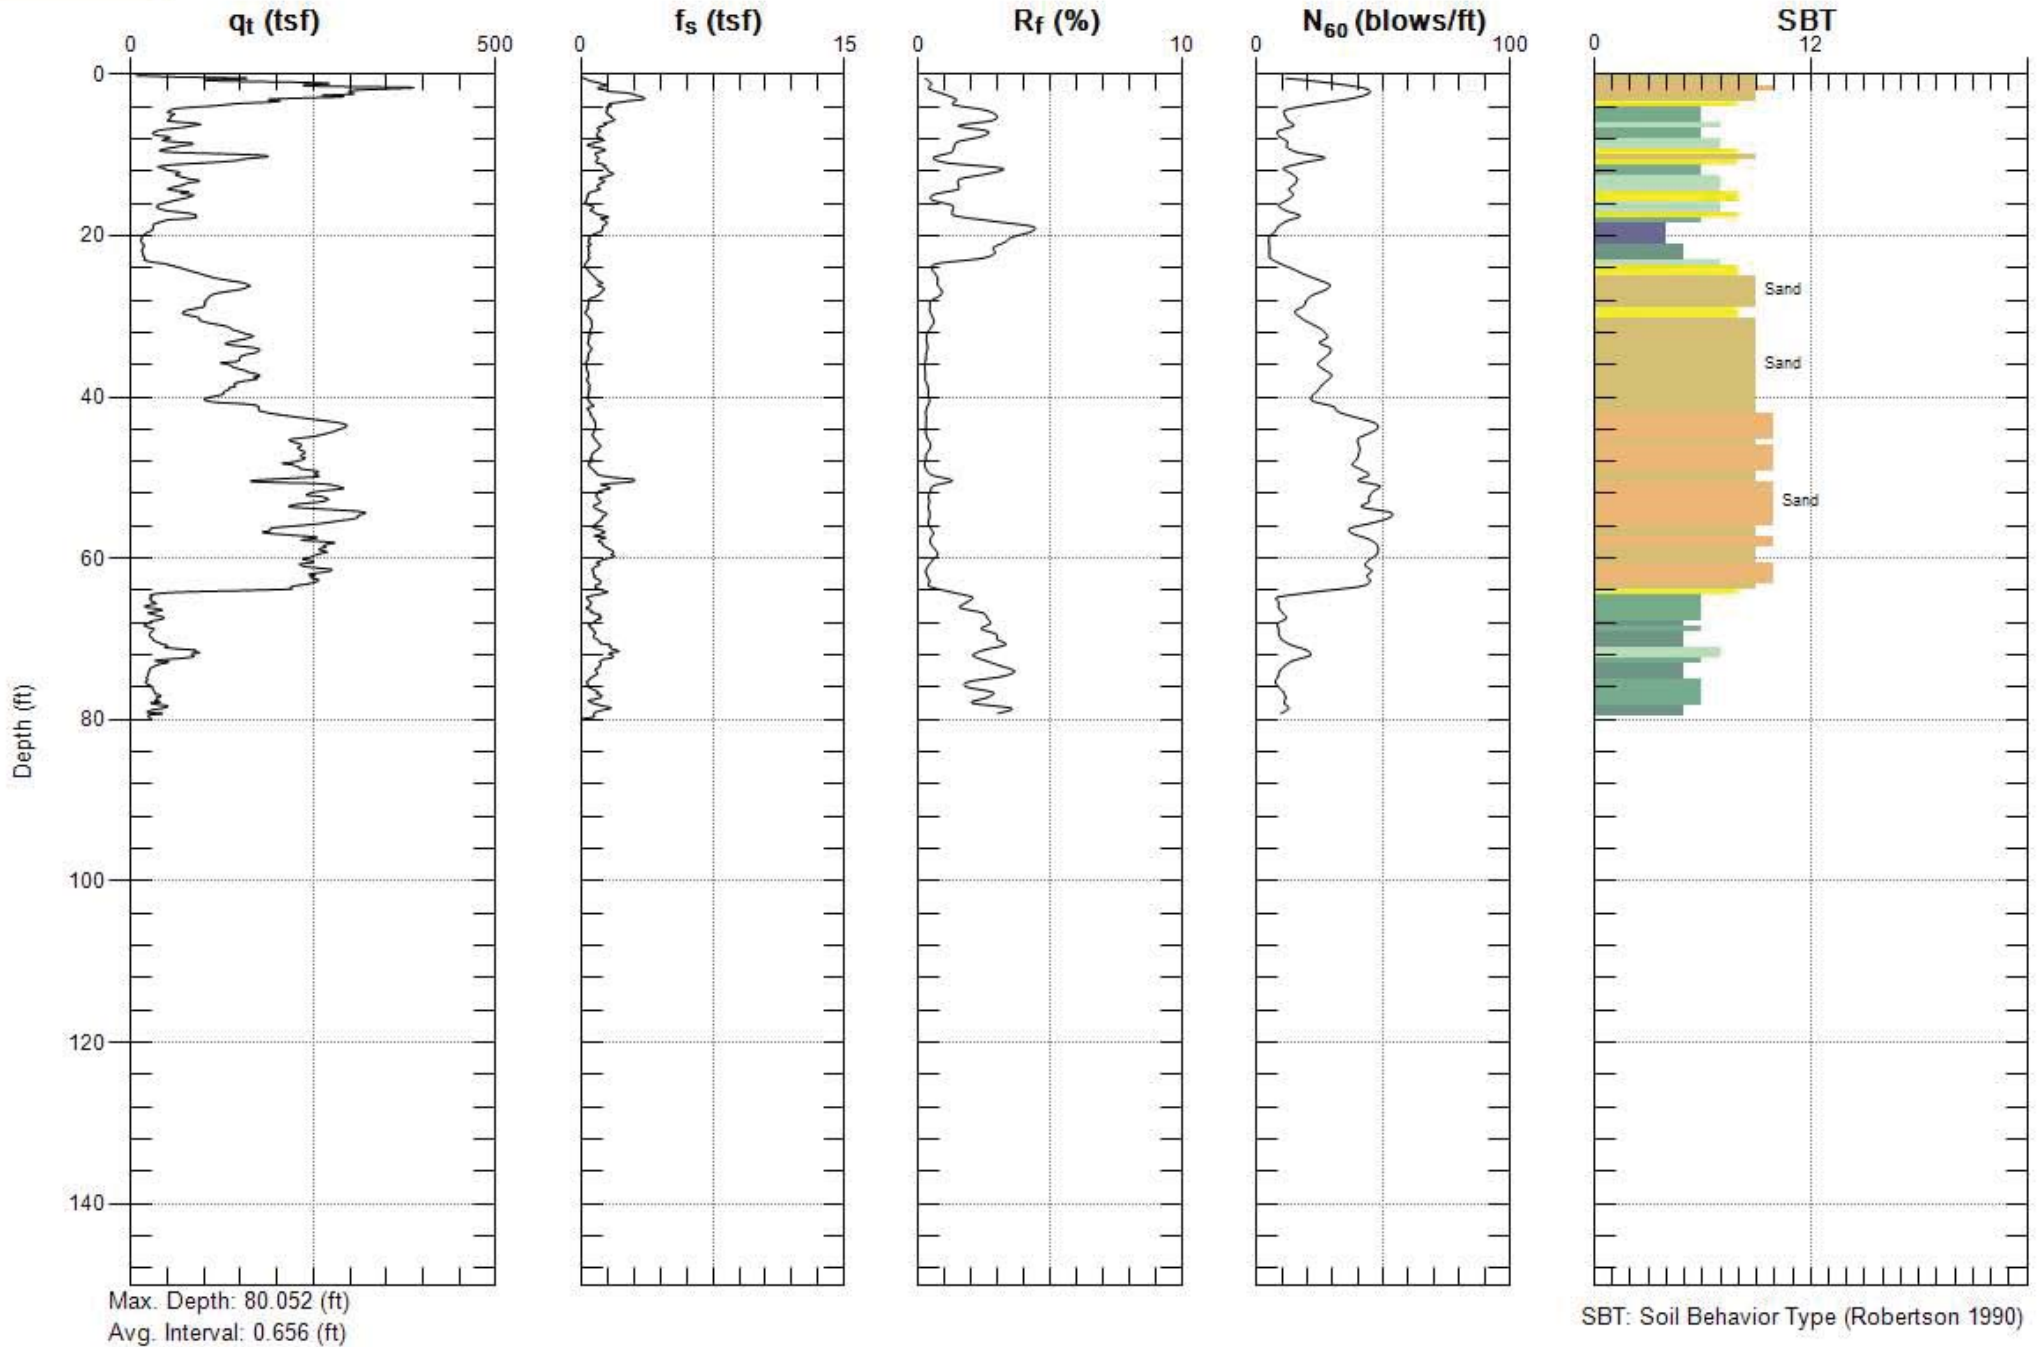 qt (tsf)
fs (tsf)
Rf (%)
N60 (blows/ft)
SBT
0 500
0 15
0 10
0 100
0 12
0
20
40
60
80
100
120
140
Depth (ft)
Sand
Sand
Sand
Max. Depth: 80.052 (ft)
Avg. Interval: 0.656 (ft)
SBT: Soil Behavior Type (Robertson 1990)